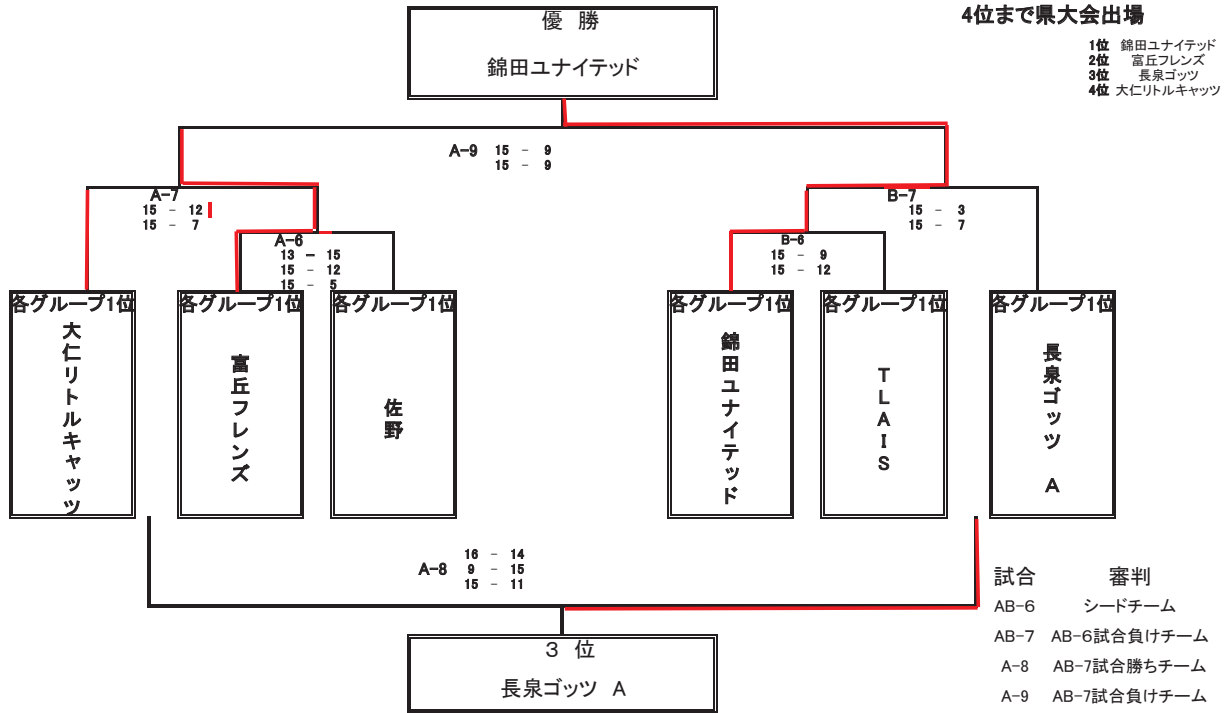 優 勝
錦田ユナイテッド
4位まで県大会出場
1位 錦田ユナイテッド
2位 富丘フレンズ
3位 長泉ゴッツ
4位 大仁リトルキャッツ
A-9 15 - 9
15 - 9
A-7
15 - 12
15 - 7
A-6
13 - 15
15 - 12
15 - 5
B-7
15 - 3
15 - 7
B-6
15 - 9
15 - 12
各グループ1位
大仁リトルキャッツ
各グループ1位
富丘フレンズ
各グループ1位
佐野
各グループ1位
錦田ユナイテッド
各グループ1位
TLAIS
各グループ1位
長泉ゴッツ A
16 - 14
A-8 9 - 15
15 - 11
3 位
長泉ゴッツ A
試合 審判
AB-6 シードチーム
AB-7 AB-6試合負けチーム
A-8 AB-7試合勝ちチーム
A-9 AB-7試合負けチーム